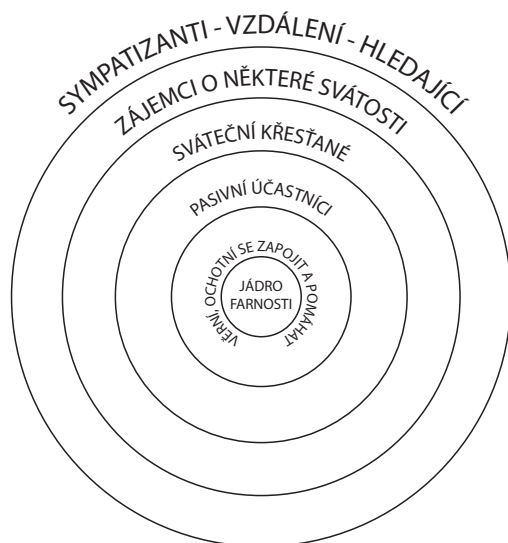 SYMPATIZANTI - VZDÁLENÍ - HLEDAJÍCÍ
ZÁJEMCI O NĚKTERÉ SVÁTOSTI
SVÁTEČNÍ KŘESŤANÉ
PASIVNÍ ÚČASTNÍCI
VĚRNÍ, OCHOTNÍ SE ZAPOJIT A POMÁHAT
JÁDRO
FARNOSTI